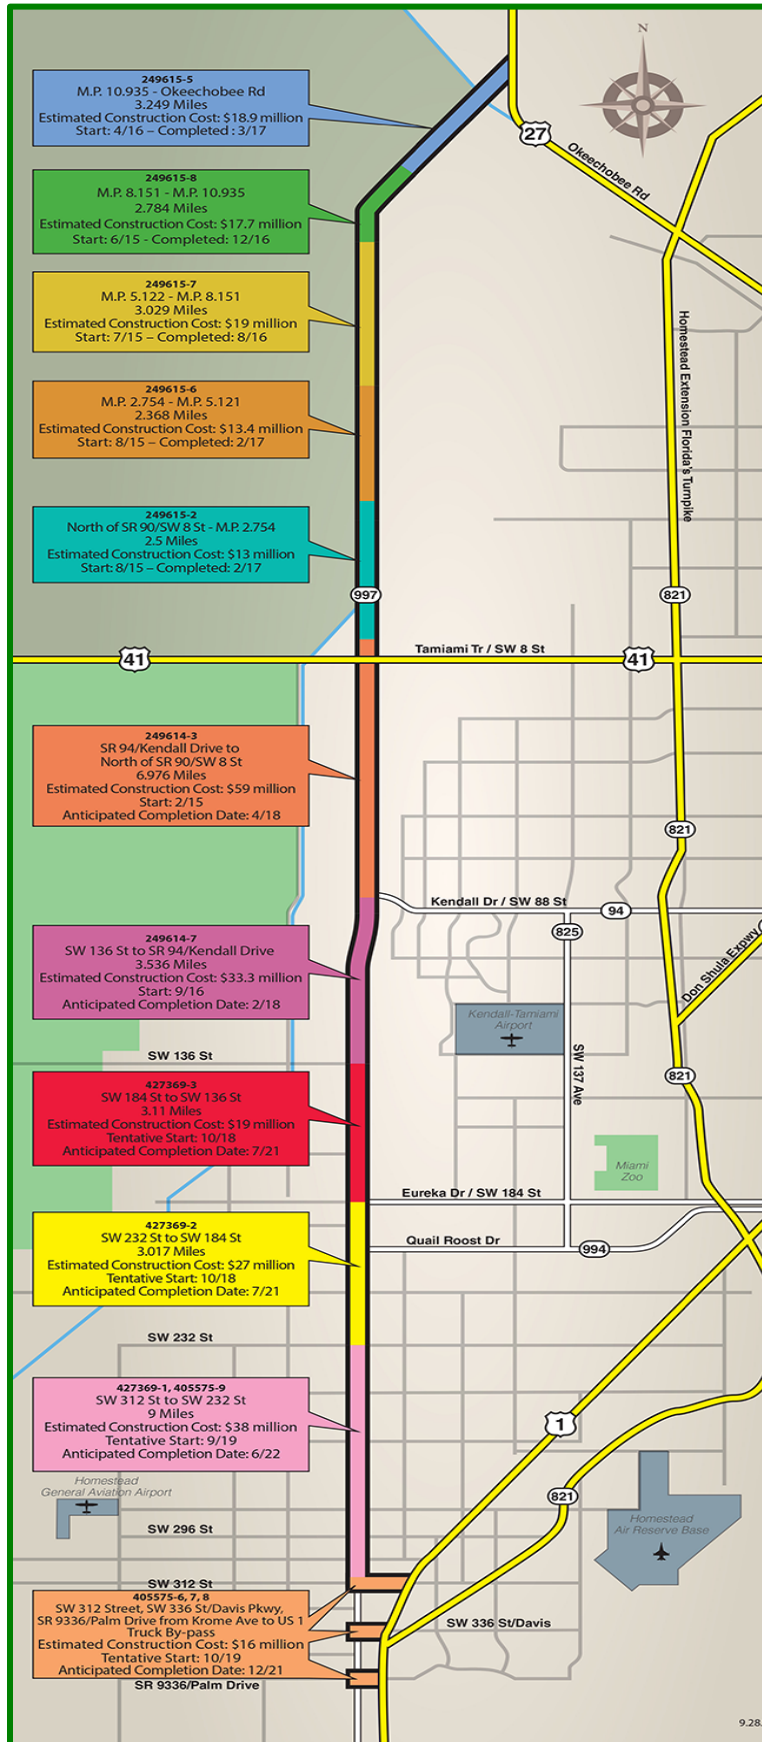 N
249615-5
M.P. 10.935 - Okeechobee Rd
3.249 Miles
Estimated Construction Cost: $18.9 million
Start: 4/16 – Completed : 3/17
27
Okeechobee Rd
249615-8
M.P. 8.151 - M.P. 10.935
2.784 Miles
Estimated Construction Cost: $17.7 million
Start: 6/15 - Completed: 12/16
249615-7
M.P. 5.122 - M.P. 8.151
3.029 Miles
Estimated Construction Cost: $19 million
Start: 7/15 – Completed: 8/16
Homestead Extension Florida's Turnpike
249615-6
M.P. 2.754 - M.P. 5.121
2.368 Miles
Estimated Construction Cost: $13.4 million
Start: 8/15 – Completed: 2/17
249615-2
North of SR 90/SW 8 St - M.P. 2.754
2.5 Miles
Estimated Construction Cost: $13 million
Start: 8/15 – Completed: 2/17
997
821
Tamiami Tr / SW 8 St
41
41
249614-3
SR 94/Kendall Drive to
North of SR 90/SW 8 St
6.976 Miles
Estimated Construction Cost: $59 million
Start: 2/15
Anticipated Completion Date: 4/18
821
Kendall Dr / SW 88 St
94
825
249614-7
SW 136 St to SR 94/Kendall Drive
3.536 Miles
Estimated Construction Cost: $33.3 million
Start: 9/16
Anticipated Completion Date: 2/18
Don Shula Expwy
Kendall-Tamiami
Airport
SW 136 St
SW 137 Ave
821
427369-3
SW 184 St to SW 136 St
3.11 Miles
Estimated Construction Cost: $19 million
Tentative Start: 10/18
Anticipated Completion Date: 7/21
Miami
Zoo
Eureka Dr / SW 184 St
427369-2
SW 232 St to SW 184 St
3.017 Miles
Estimated Construction Cost: $27 million
Tentative Start: 10/18
Anticipated Completion Date: 7/21
Quail Roost Dr
994
SW 232 St
427369-1, 405575-9
SW 312 St to SW 232 St
9 Miles
Estimated Construction Cost: $38 million
Tentative Start: 9/19
Anticipated Completion Date: 6/22
1
Homestead
General Aviation Airport
821
SW 296 St
Homestead
Air Reserve Base
SW 312 St
405575-6, 7, 8
SW 312 Street, SW 336 St/Davis Pkwy,
SR 9336/Palm Drive from Krome Ave to US 1
Truck By-pass
Estimated Construction Cost: $16 million
Tentative Start: 10/19
Anticipated Completion Date: 12/21
SW 336 St/Davis
SR 9336/Palm Drive
9.28.